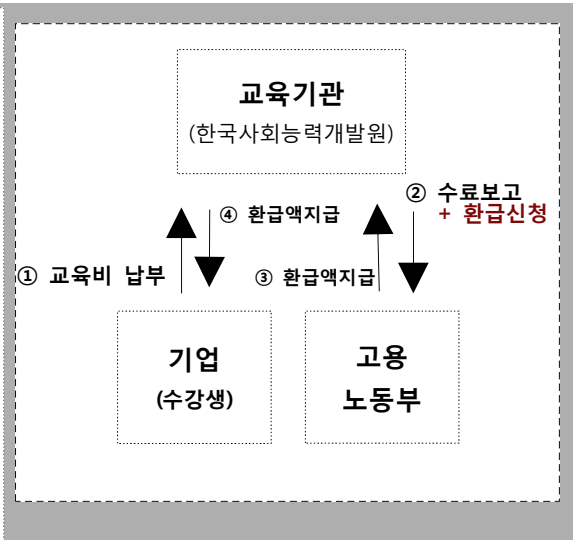 교육기관
(한국사회능력개발원)
② 수료보고
+ 환급신청
④ 환급액지급
① 교육비 납부
③ 환급액지급
기업
(수강생)
고용
노동부